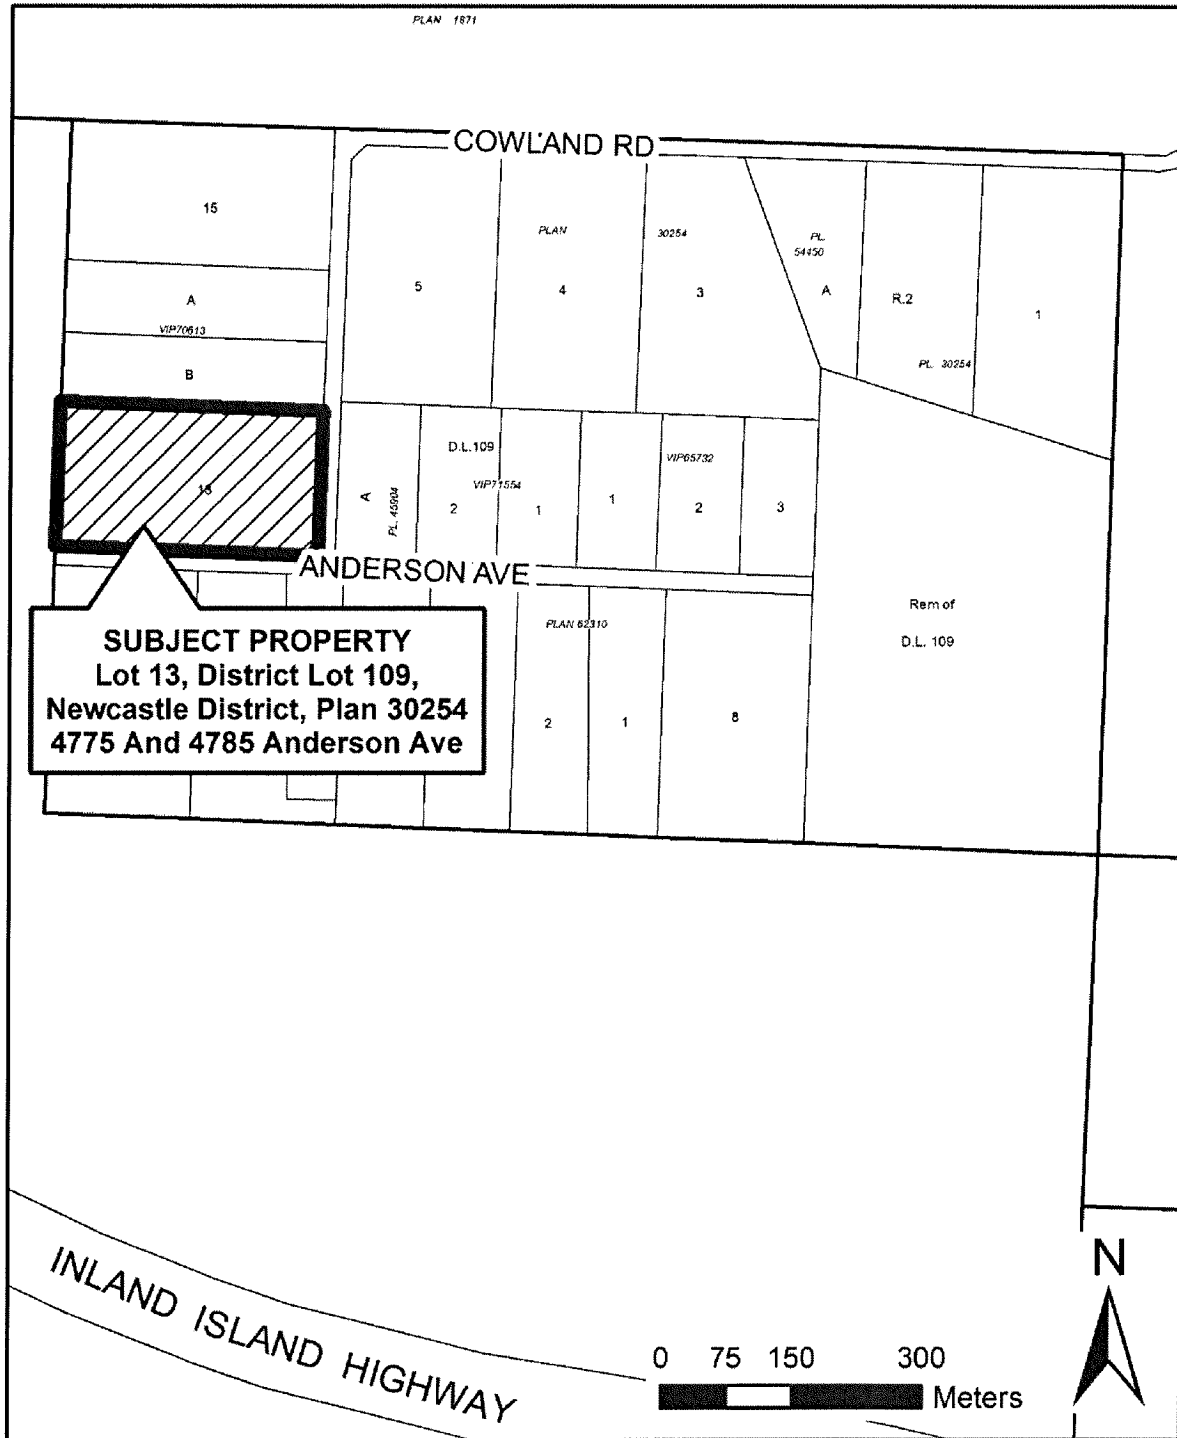 PLAN 1871
COWLAND RD
15
PLAN
30254
PL.
54450
A
R.2
5
4
3
1
A
VIP70613
PL. 30254
B
D.L.109
VIP65732
13
A
PL. 45904
VIP71554
2
1
1
2
3
ANDERSON AVE
Rem of
D.L. 109
PLAN 62310
SUBJECT PROPERTY
Lot 13, District Lot 109,
Newcastle District, Plan 30254
4775 And 4785 Anderson Ave
2
1
8
INLAND ISLAND HIGHWAY
N
0 75 150 300
Meters